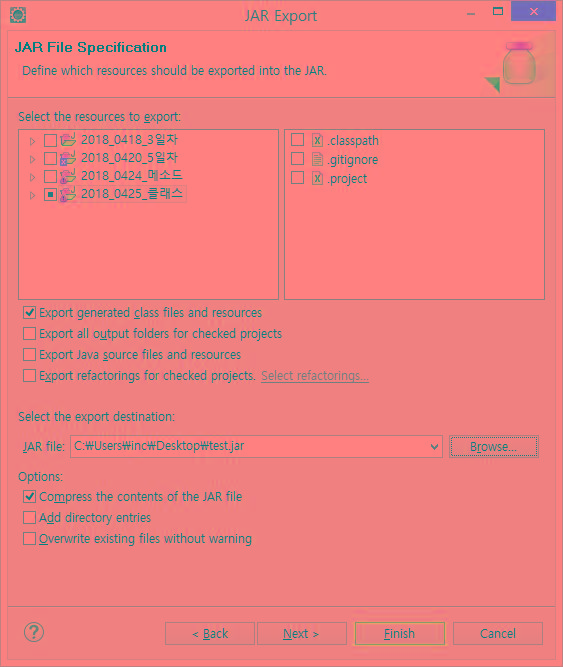 JAR Export
JAR File Specification
Define which resources should be exported into the JAR.
Select the resources to export:
2018_0418_3일차
2018_0420_5일차
2018_0424_메소드
2018_0425_클래스
.classpath
.gitignore
.project
Export generated class files and resources
Export all output folders for checked projects
Export Java source files and resources
Export refactorings for checked projects. Select refactorings...
Select the export destination:
JAR file: C:₩Users₩inc₩Desktop₩test.jar Browse...
Options:
Compress the contents of the JAR file
Add directory entries
Overwrite existing files without warning
? < Back Next > Finish Cancel